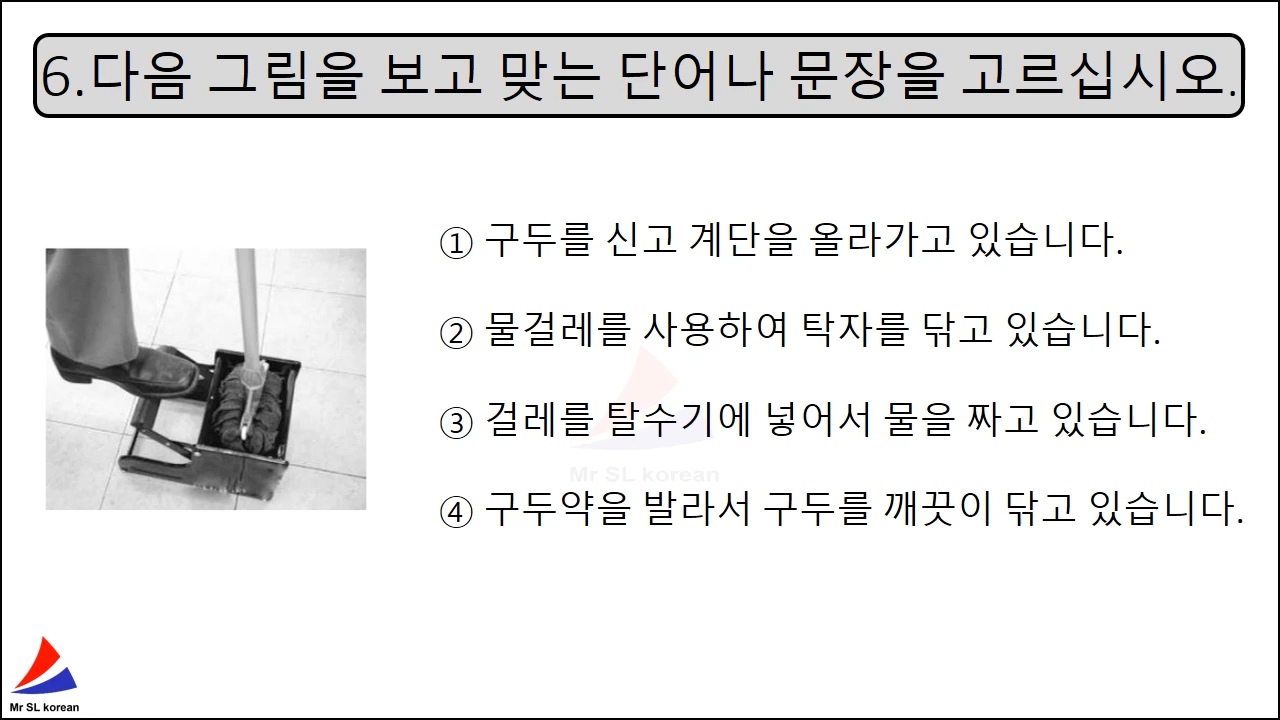 6.다음 그림을 보고 맞는 단어나 문장을 고르십시오.
① 구두를 신고 계단을 올라가고 있습니다.
② 물걸레를 사용하여 탁자를 닦고 있습니다.
③ 걸레를 탈수기에 넣어서 물을 짜고 있습니다.
Mr SL korean
④ 구두약을 발라서 구두를 깨끗이 닦고 있습니다.
Mr SL korean